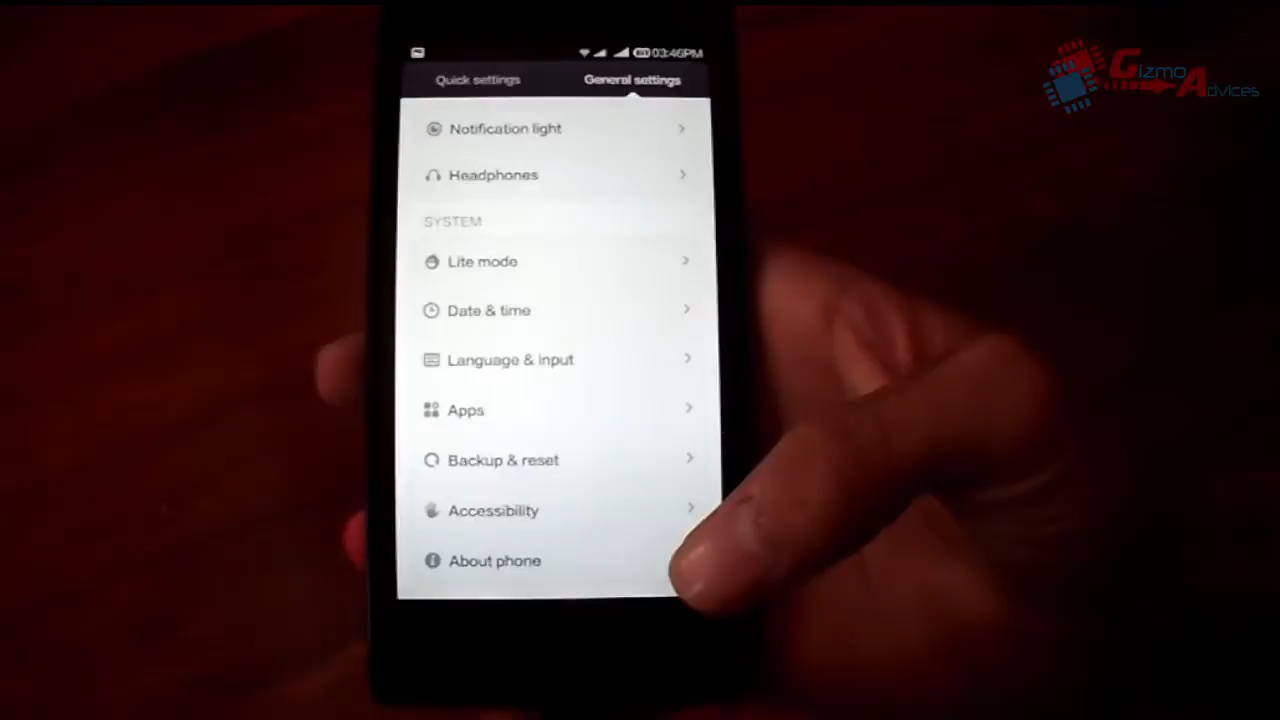 03:46PM
Quick settings General settings
Notification light
Headphones
SYSTEM
Lite mode
Date & time
Language & input
Apps
Backup & reset
Accessibility
About phone
Gizmo
Advices